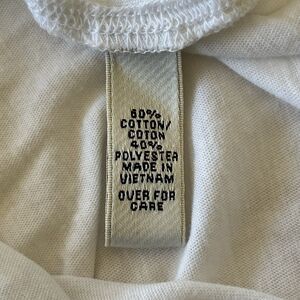 60%
COTTON/
COTON
40%
POLYESTER
MADE IN
VIETNAM
OVER FOR
CARE